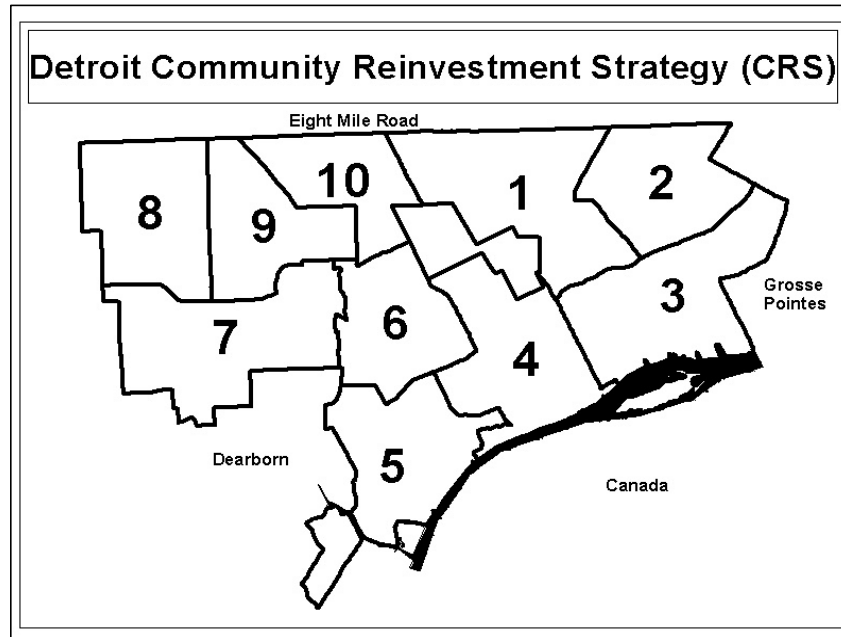 Detroit Community Reinvestment Strategy (CRS)
Eight Mile Road
8
9
10
1
2
3
Grosse
Pointes
7
6
4
Dearborn
5
Canada